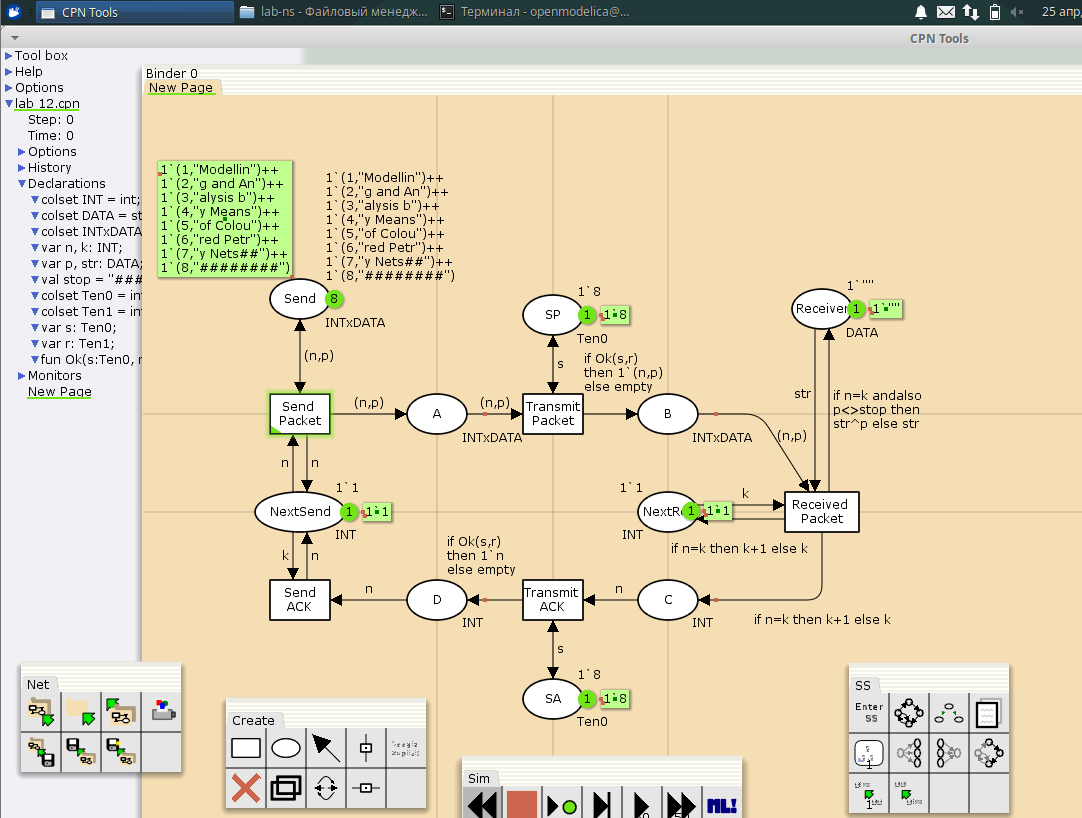 CPN Tools
lab-ns - Файловый менедж...
Терминал - openmodelica@...
25 апр,
CPN Tools
Tool box
Help
Options
lab_12.cpn
Step: 0
Time: 0
Options
History
Declarations
colset INT = int;
colset DATA = st
colset INTxDATA
var n, k: INT;
var p, str: DATA;
val stop = "###
colset Ten0 = int
colset Ten1 = int
var s: Ten0;
var r: Ten1;
fun Ok(s:Ten0, r
Monitors
New Page
Binder 0
New Page
1`(1,"Modellin")++
1`(2,"g and An")++
1`(3,"alysis b")++
1`(4,"y Means")++
1`(5,"of Colou")++
1`(6,"red Petr")++
1`(7,"y Nets##")++
1`(8,"########")
1`(1,"Modellin")++
1`(2,"g and An")++
1`(3,"alysis b")++
1`(4,"y Means")++
1`(5,"of Colou")++
1`(6,"red Petr")++
1`(7,"y Nets##")++
1`(8,"########")
Send
8
INTxDATA
(n,p)
Send
Packet
(n,p)
A
INTxDATA
(n,p)
1`8
SP
1
1`8
Ten0
s
if Ok(s,r)
then 1`(n,p)
else empty
Transmit
Packet
B
INTxDATA
(n,p)
1`""
Receiver
1
1`""
DATA
str
if n=k andalso
p<>stop then
str^p else str
n
n
1`1
NextSend
1
1`1
INT
1`1
NextRe
1
1`1
INT
k
Received
Packet
if n=k then k+1 else k
k
n
Send
ACK
n
D
INT
if Ok(s,r)
then 1`n
else empty
Transmit
ACK
n
C
INT
if n=k then k+1 else k
s
1`8
SA
1
1`8
Ten0
Net
Create
Sim
ML!
SS
Enter
SS
1
1